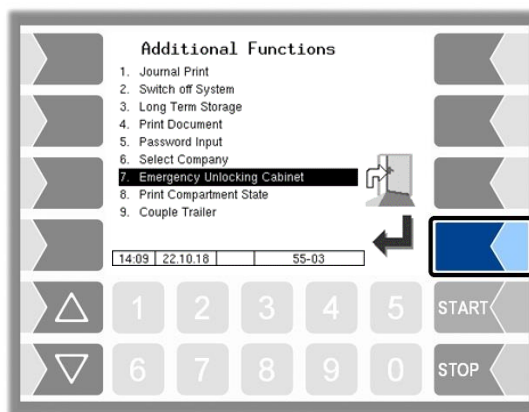 Additional Functions
1. Journal Print
2. Switch off System
3. Long Term Storage
4. Print Document
5. Password Input
6. Select Company
7. Emergency Unlocking Cabinet
8. Print Compartment State
9. Couple Trailer
14:09 22.10.18 55-03
1 2 3 4 5 START
6 7 8 9 0 STOP